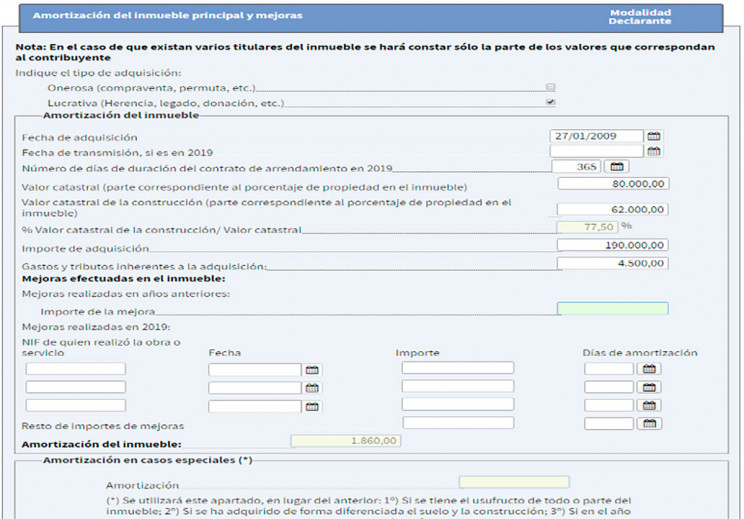 Amortización del inmueble principal y mejoras
Modalidad
Declarante
Nota: En el caso de que existan varios titulares del inmueble se hará constar sólo la parte de los valores que correspondan
al contribuyente
Indique el tipo de adquisición:
Onerosa (compraventa, permuta, etc.)
Lucrativa (Herencia, legado, donación, etc.)
Amortización del inmueble
Fecha de adquisición 27/01/2009
Fecha de transmisión, si es en 2019
Número de días de duración del contrato de arrendamiento en 2019 365
Valor catastral (parte correspondiente al porcentaje de propiedad en el inmueble) 80.000,00
Valor catastral de la construcción (parte correspondiente al porcentaje de propiedad en el
inmueble) 62.000,00
% Valor catastral de la construcción/ Valor catastral 77,50 %
Importe de adquisición 190.000,00
Gastos y tributos inherentes a la adquisición: 4.500,00
Mejoras efectuadas en el inmueble:
Mejoras realizadas en años anteriores:
Importe de la mejora
Mejoras realizadas en 2019:
NIF de quien realizó la obra o
servicio Fecha Importe Días de amortización
Resto de importes de mejoras
Amortización del inmueble: 1.860,00
Amortización en casos especiales (*)
Amortización
(*) Se utilizará este apartado, en lugar del anterior: 1º) Si se tiene el usufructo de todo o parte del
inmueble; 2º) Si se ha adquirido de forma diferenciada el suelo y la construcción; 3º) Si en el año